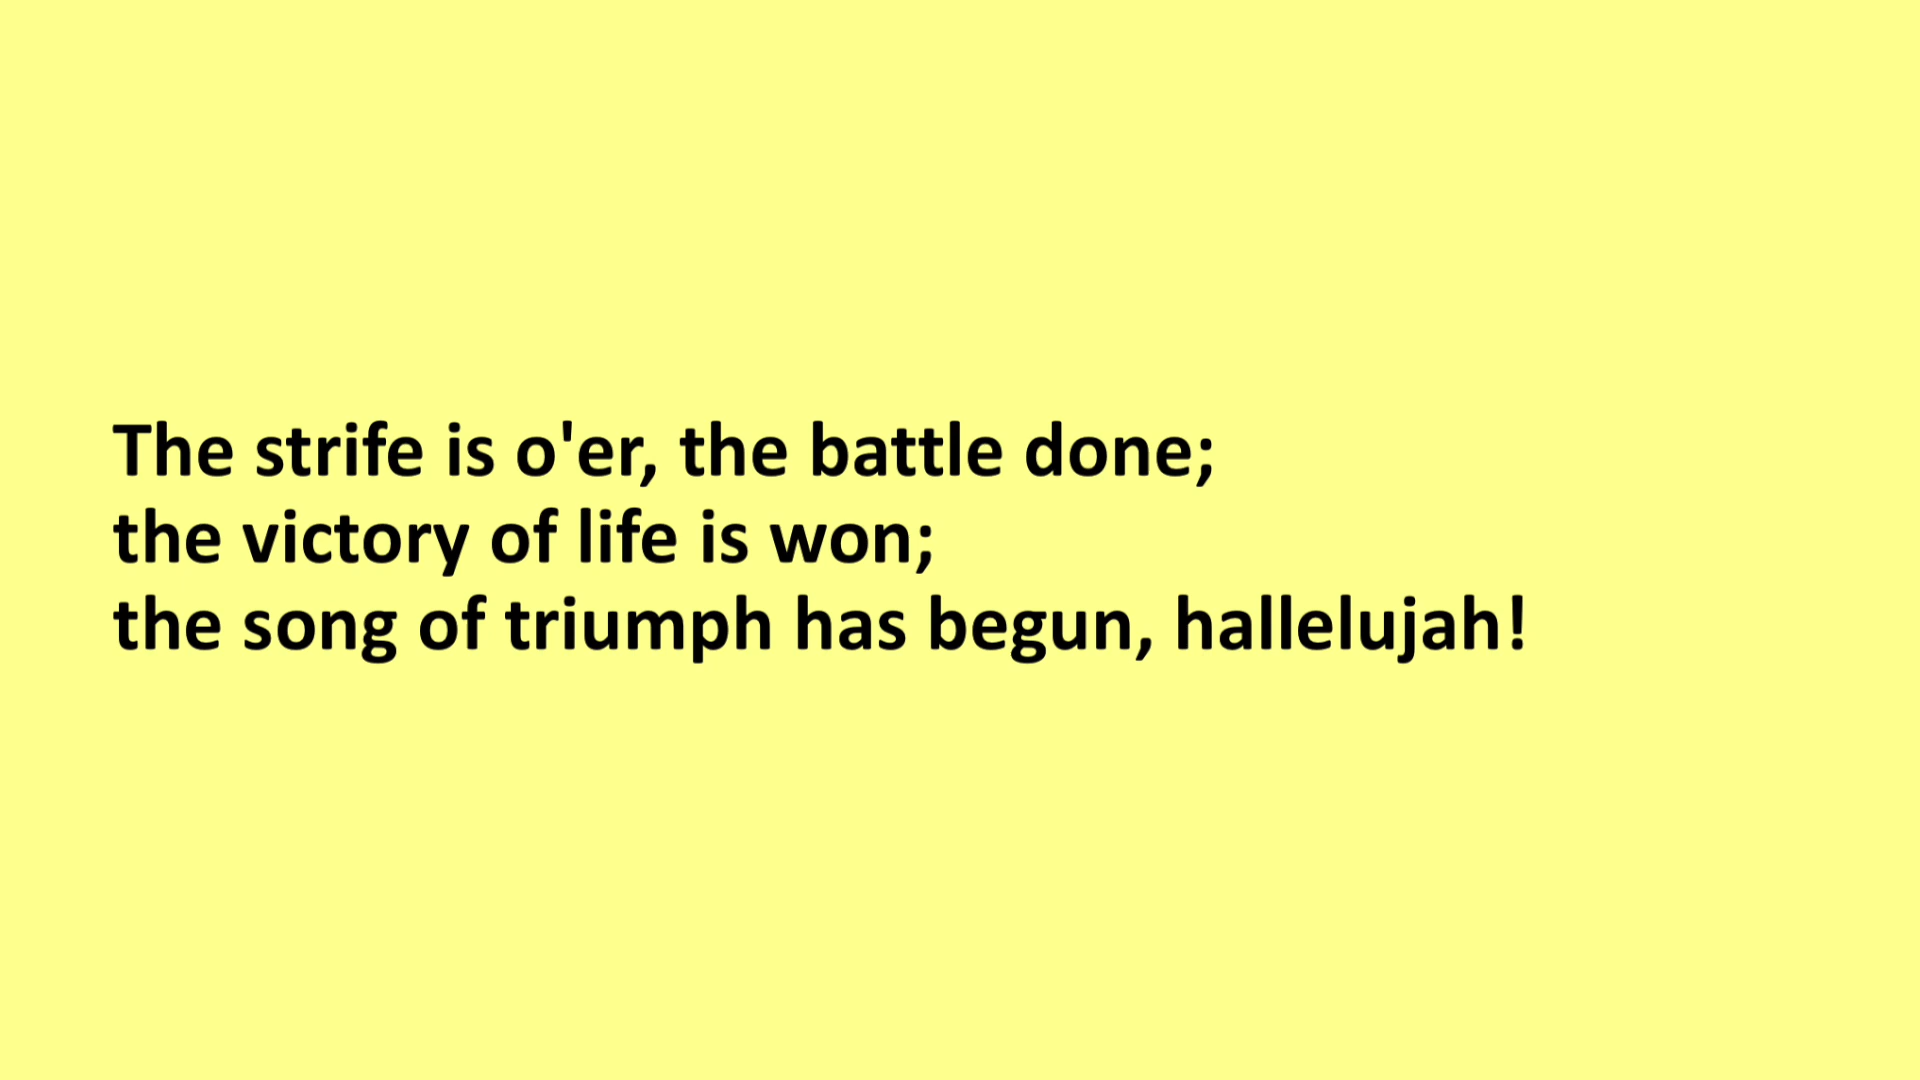 The strife is o'er, the battle done;
the victory of life is won;
the song of triumph has begun, hallelujah!